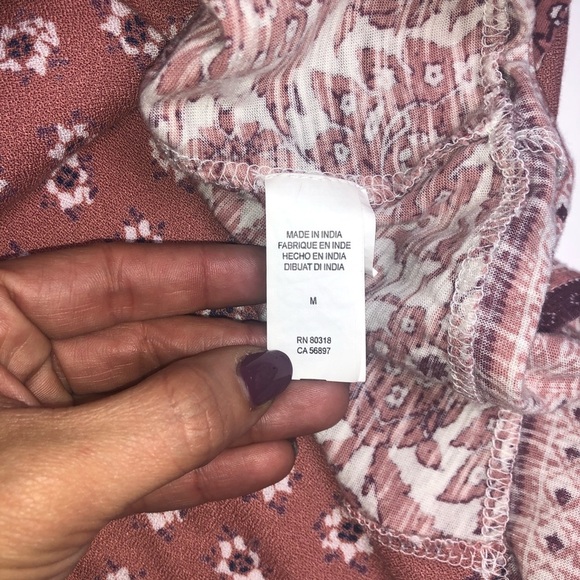 MADE IN INDIA
FABRIQUE EN INDE
HECHO EN INDIA
DIBUAT DI INDIA
M
RN 80318
CA 56897